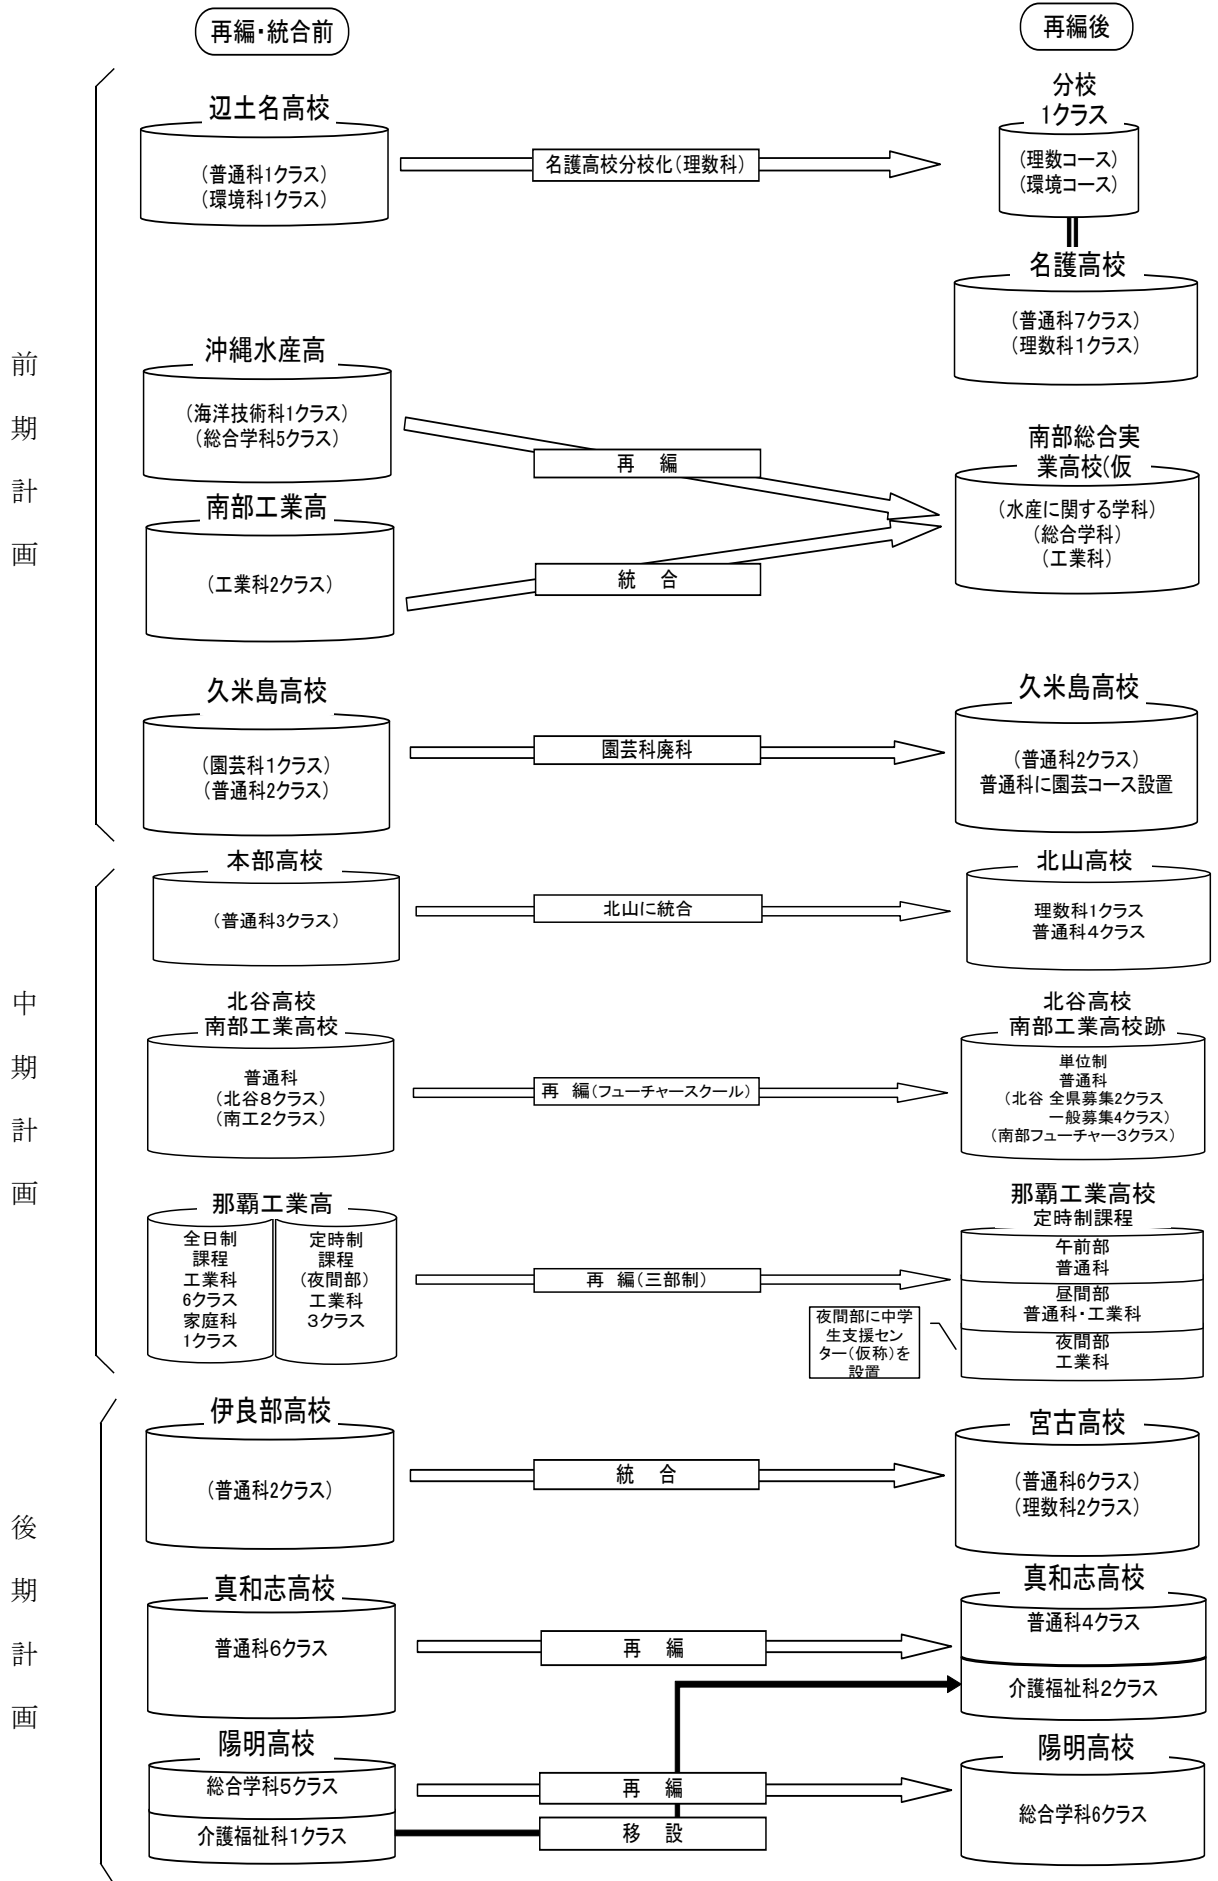 再編・統合前
再編後
前期計画
辺土名高校
(普通科1クラス)
(環境科1クラス)
名護高校分校化(理数科)
分校
1クラス
(理数コース)
(環境コース)
名護高校
(普通科7クラス)
(理数科1クラス)
沖縄水産高
(海洋技術科1クラス)
(総合学科5クラス)
再 編
南部工業高
(工業科2クラス)
統 合
南部総合実
業高校(仮
(水産に関する学科)
(総合学科)
(工業科)
久米島高校
(園芸科1クラス)
(普通科2クラス)
園芸科廃科
久米島高校
(普通科2クラス)
普通科に園芸コース設置
中期計画
本部高校
(普通科3クラス)
北山に統合
北山高校
理数科1クラス
普通科4クラス
北谷高校
南部工業高校
普通科
(北谷8クラス)
(南工2クラス)
再 編(フューチャースクール)
北谷高校
南部工業高校跡
単位制
普通科
(北谷 全県募集2クラス
一般募集4クラス)
(南部フューチャー3クラス)
那覇工業高
全日制
課程
工業科
6クラス
家庭科
1クラス
定時制
課程
(夜間部)
工業科
3クラス
再 編(三部制)
夜間部に中学
生支援セン
ター(仮称)を
設置
那覇工業高校
定時制課程
午前部
普通科
昼間部
普通科・工業科
夜間部
工業科
後期計画
伊良部高校
(普通科2クラス)
統 合
宮古高校
(普通科6クラス)
(理数科2クラス)
真和志高校
普通科6クラス
再 編
真和志高校
普通科4クラス
介護福祉科2クラス
陽明高校
総合学科5クラス
介護福祉科1クラス
再 編
移 設
陽明高校
総合学科6クラス